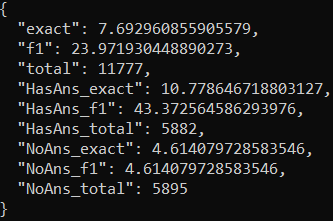 {
"exact": 7.692960855905579,
"f1": 23.971930448890273,
"total": 11777,
"HasAns_exact": 10.778646718803127,
"HasAns_f1": 43.372564586293976,
"HasAns_total": 5882,
"NoAns_exact": 4.614079728583546,
"NoAns_f1": 4.614079728583546,
"NoAns_total": 5895
}